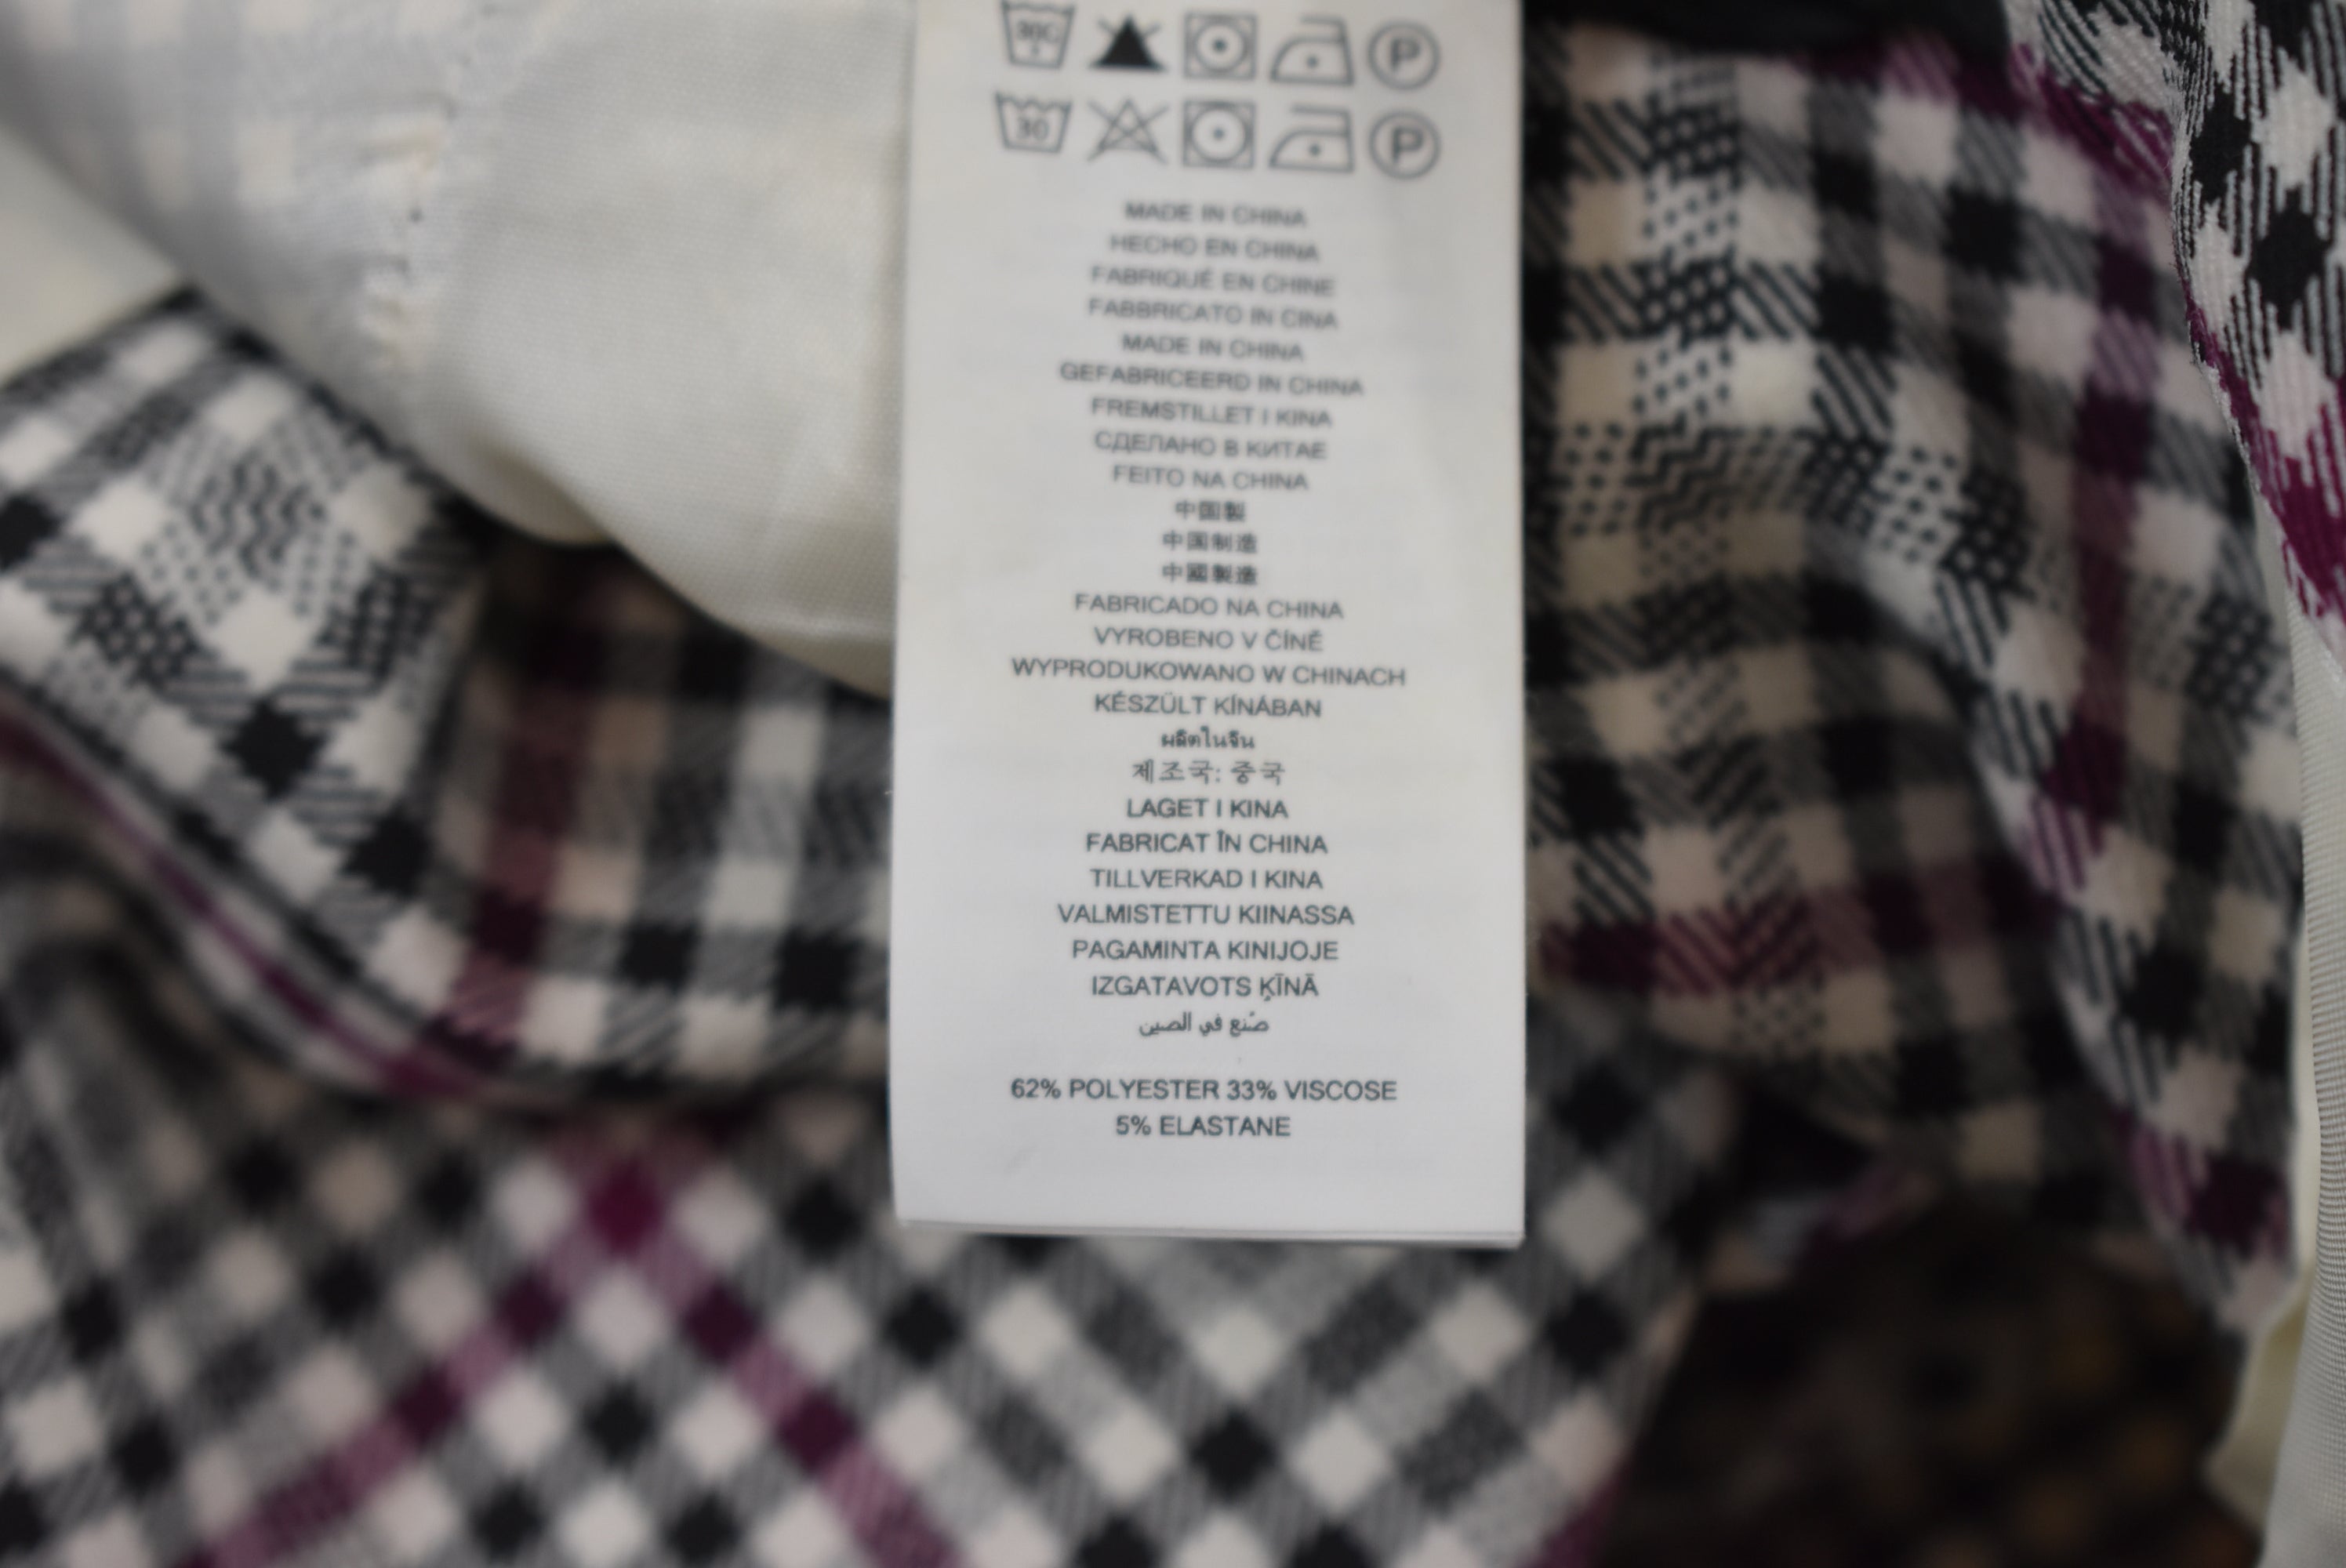 30C
P
30
P
MADE IN CHINA
HECHO EN CHINA
FABRIQUÉ EN CHINE
FABBRICATO IN CINA
MADE IN CHINA
GEFABRICEERD IN CHINA
FREMSTILLET I KINA
СДЕЛАНО В КИТАЕ
FEITO NA CHINA
中国製
中国制造
中國製造
FABRICADO NA CHINA
VYROBENO V ČÍNĚ
WYPRODUKOWANO W CHINACH
KÉSZÜLT KÍNÁBAN
ผลิตในจีน
제조국: 중국
LAGET I KINA
FABRICAT ÎN CHINA
TILLVERKAD I KINA
VALMISTETTU KIINASSA
PAGAMINTA KINIJOJE
IZGATAVOTS ĶĪNĀ
صُنع في الصين
62% POLYESTER 33% VISCOSE
5% ELASTANE